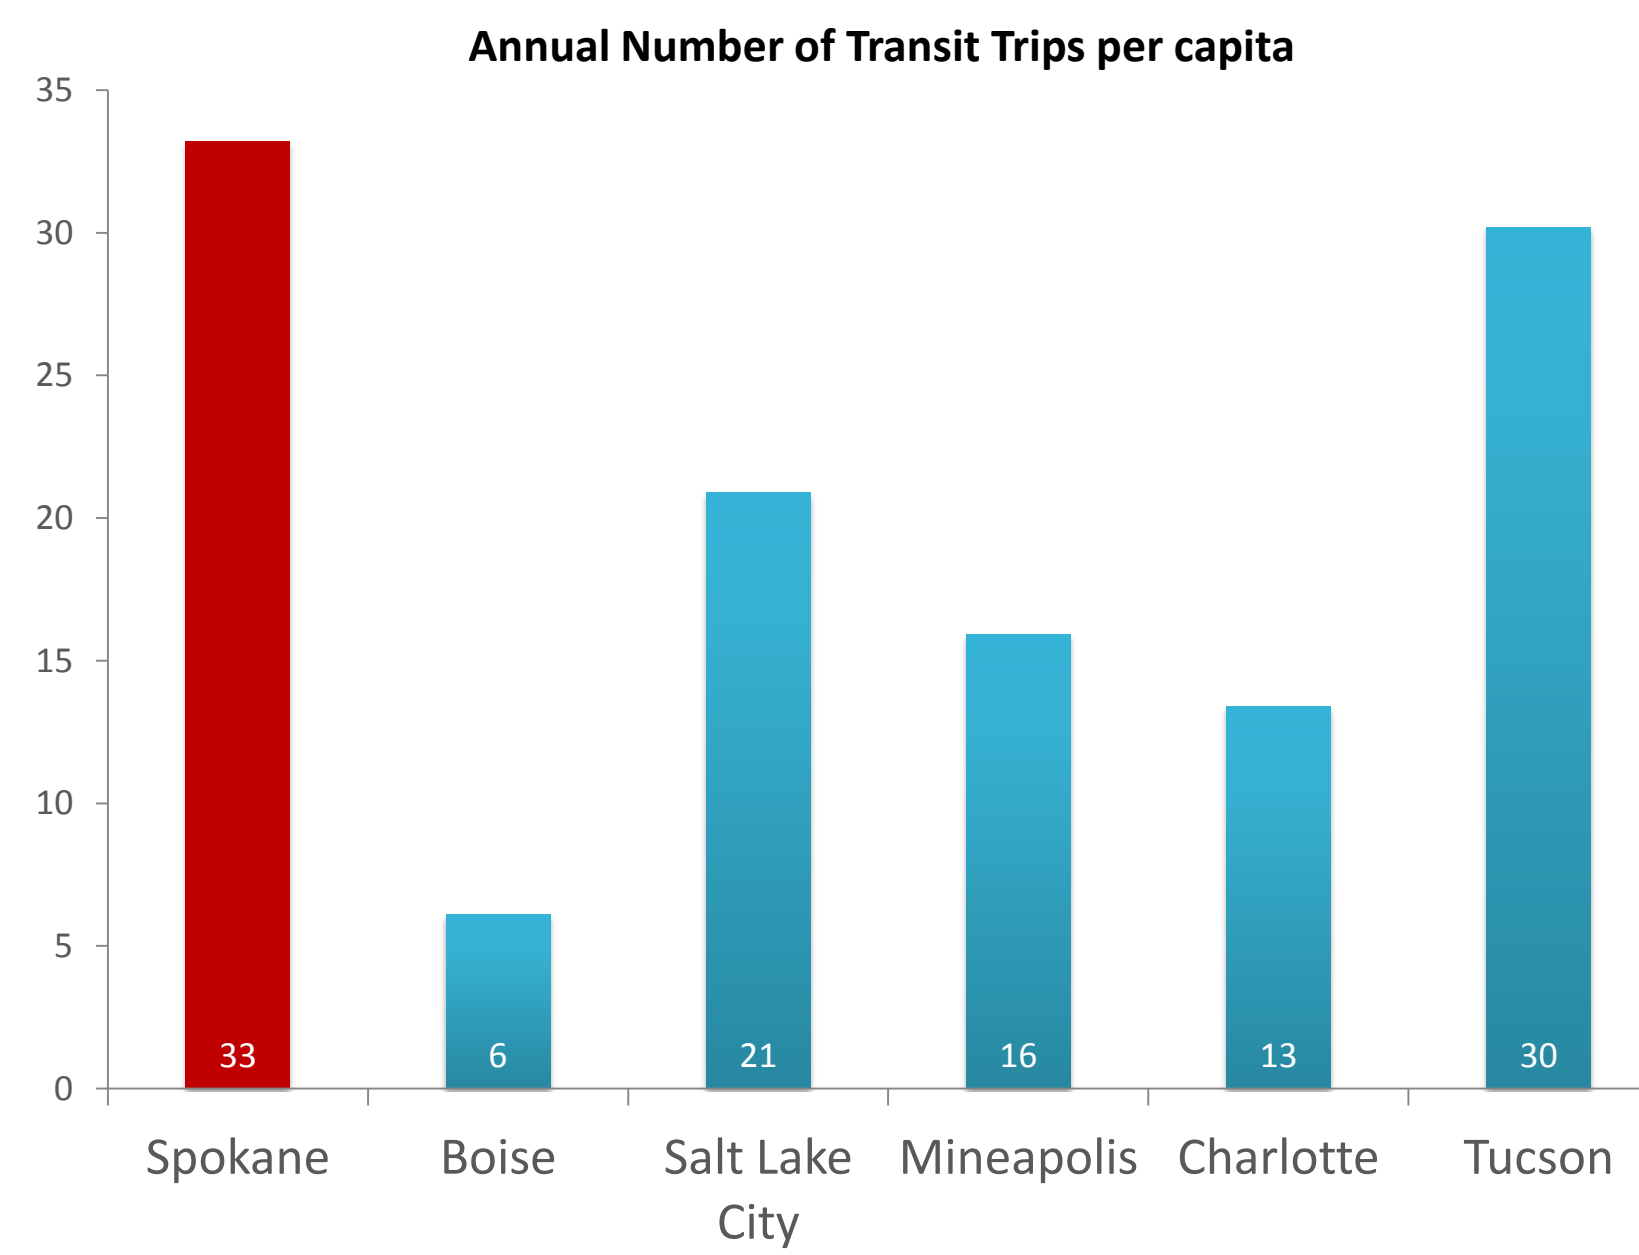 Annual Number of Transit Trips per capita
35
30
25
20
15
10
5
0
33
6
21
16
13
30
Spokane
Boise
Salt Lake
City
Mineapolis
Charlotte
Tucson